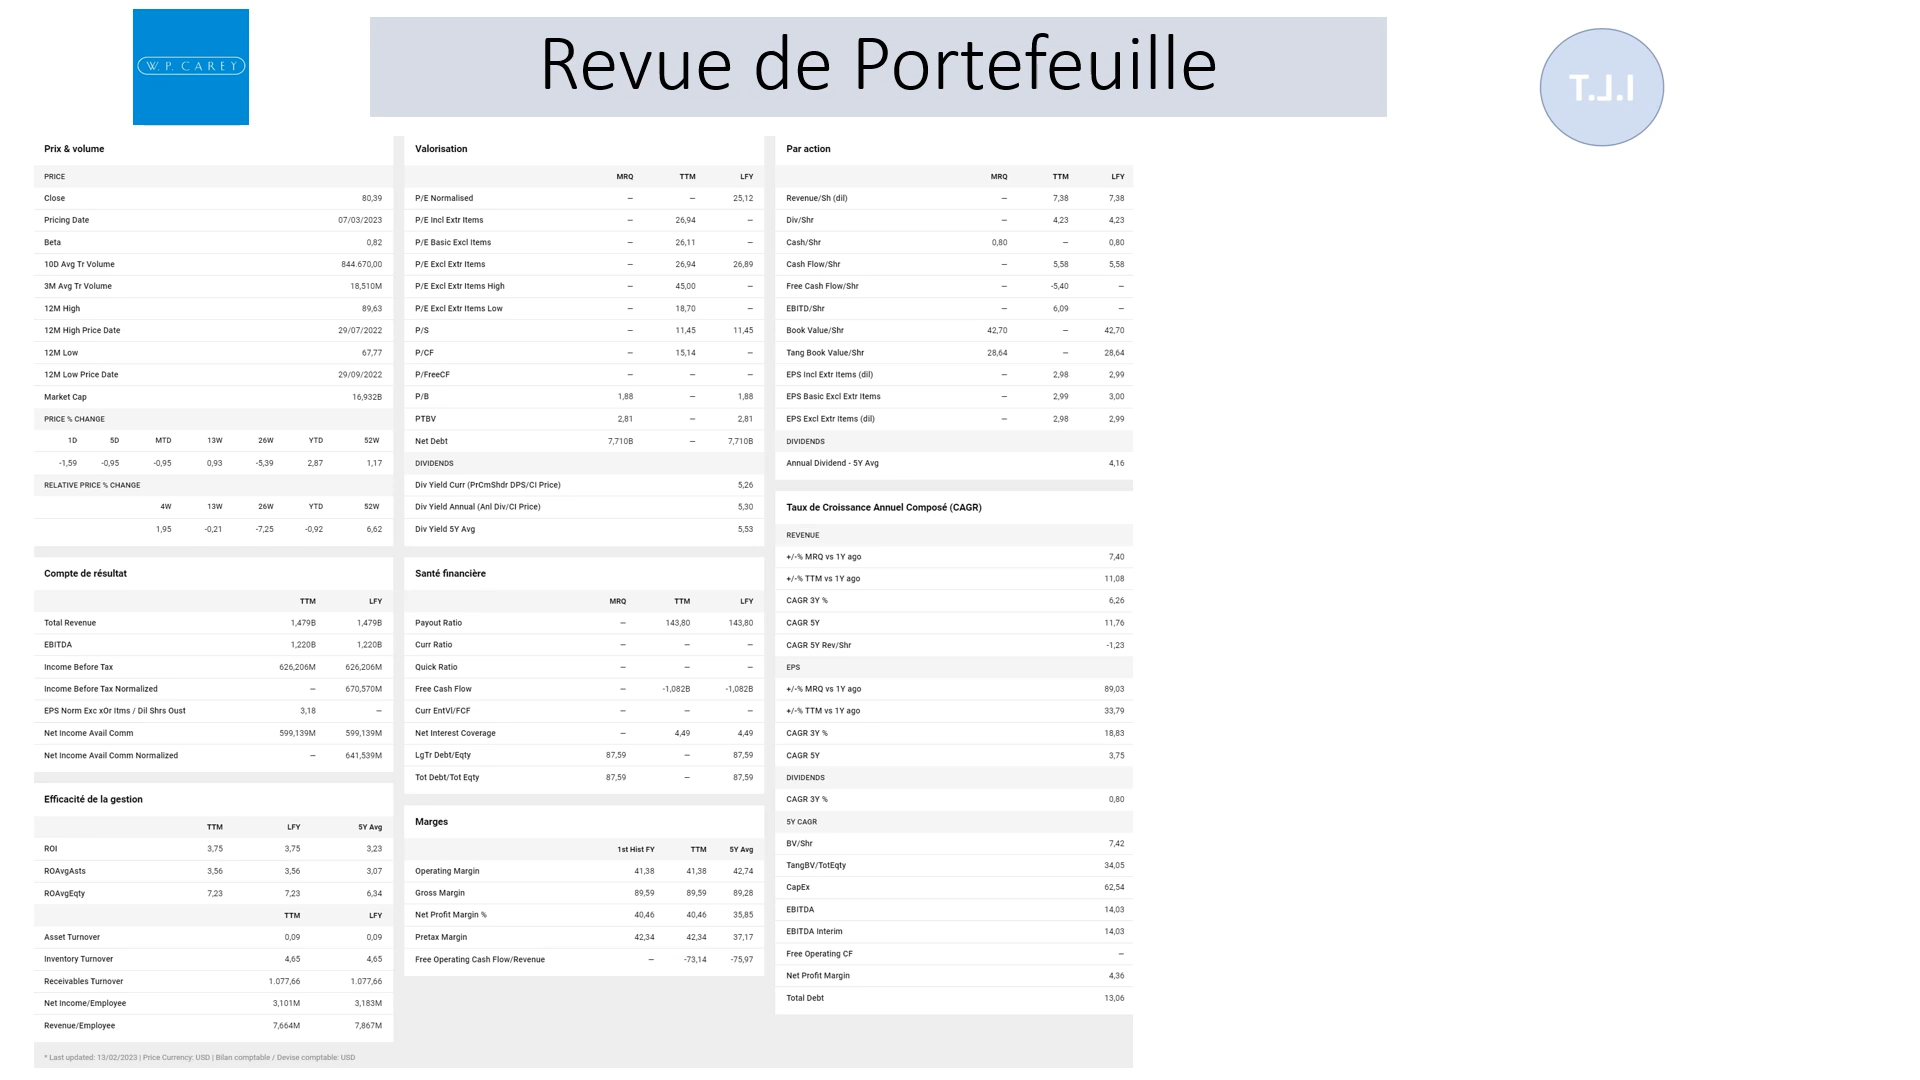 W. P. CAREY
Revue de Portefeuille
T.J.I
Prix & volume
PRICE
Close 80,39
Pricing Date 07/03/2023
Beta 0,82
10D Avg Tr Volume 844.670,00
3M Avg Tr Volume 18,510M
12M High 89,63
12M High Price Date 29/07/2022
12M Low 67,77
12M Low Price Date 29/09/2022
Market Cap 16,932B
PRICE % CHANGE
1D 5D MTD 13W 26W YTD 52W
-1,59 -0,95 -0,95 0,93 -5,39 2,87 1,17
RELATIVE PRICE % CHANGE
4W 13W 26W YTD 52W
1,95 -0,21 -7,25 -0,92 6,62
Compte de résultat
TTM LFY
Total Revenue 1,479B 1,479B
EBITDA 1,220B 1,220B
Income Before Tax 626,206M 626,206M
Income Before Tax Normalized — 670,570M
EPS Norm Exc xOr Itms / Dil Shrs Oust 3,18 —
Net Income Avail Comm 599,139M 599,139M
Net Income Avail Comm Normalized — 641,539M
Efficacité de la gestion
TTM LFY 5Y Avg
ROI 3,75 3,75 3,23
ROAvgAsts 3,56 3,56 3,07
ROAvgEqty 7,23 7,23 6,34
TTM LFY
Asset Turnover 0,09 0,09
Inventory Turnover 4,65 4,65
Receivables Turnover 1.077,66 1.077,66
Net Income/Employee 3,101M 3,183M
Revenue/Employee 7,664M 7,867M
* Last updated: 13/02/2023 | Price Currency: USD | Bilan comptable / Devise comptable: USD
Valorisation
MRQ TTM LFY
P/E Normalised — — 25,12
P/E Incl Extr Items — 26,94 —
P/E Basic Excl Items — 26,11 —
P/E Excl Extr Items — 26,94 26,89
P/E Excl Extr Items High — 45,00 —
P/E Excl Extr Items Low — 18,70 —
P/S — 11,45 11,45
P/CF — 15,14 —
P/FreeCF — — —
P/B 1,88 — 1,88
PTBV 2,81 — 2,81
Net Debt 7,710B — 7,710B
DIVIDENDS
Div Yield Curr (PrCmShdr DPS/Cl Price) 5,26
Div Yield Annual (Anl Div/Cl Price) 5,30
Div Yield 5Y Avg 5,53
Santé financière
MRQ TTM LFY
Payout Ratio — 143,80 143,80
Curr Ratio — — —
Quick Ratio — — —
Free Cash Flow — -1,082B -1,082B
Curr EntVl/FCF — — —
Net Interest Coverage — 4,49 4,49
LgTr Debt/Eqty 87,59 — 87,59
Tot Debt/Tot Eqty 87,59 — 87,59
Marges
1st Hist FY TTM 5Y Avg
Operating Margin 41,38 41,38 42,74
Gross Margin 89,59 89,59 89,28
Net Profit Margin % 40,46 40,46 35,85
Pretax Margin 42,34 42,34 37,17
Free Operating Cash Flow/Revenue — -73,14 -75,97
Par action
MRQ TTM LFY
Revenue/Sh (dil) — 7,38 7,38
Div/Shr — 4,23 4,23
Cash/Shr 0,80 — 0,80
Cash Flow/Shr — 5,58 5,58
Free Cash Flow/Shr — -5,40 —
EBITD/Shr — 6,09 —
Book Value/Shr 42,70 — 42,70
Tang Book Value/Shr 28,64 — 28,64
EPS Incl Extr Items (dil) — 2,98 2,99
EPS Basic Excl Extr Items — 2,99 3,00
EPS Excl Extr Items (dil) — 2,98 2,99
DIVIDENDS
Annual Dividend - 5Y Avg 4,16
Taux de Croissance Annuel Composé (CAGR)
REVENUE
+/-% MRQ vs 1Y ago 7,40
+/-% TTM vs 1Y ago 11,08
CAGR 3Y % 6,26
CAGR 5Y 11,76
CAGR 5Y Rev/Shr -1,23
EPS
+/-% MRQ vs 1Y ago 89,03
+/-% TTM vs 1Y ago 33,79
CAGR 3Y % 18,83
CAGR 5Y 3,75
DIVIDENDS
CAGR 3Y % 0,80
5Y CAGR
BV/Shr 7,42
TangBV/TotEqty 34,05
CapEx 62,54
EBITDA 14,03
EBITDA Interim 14,03
Free Operating CF —
Net Profit Margin 4,36
Total Debt 13,06